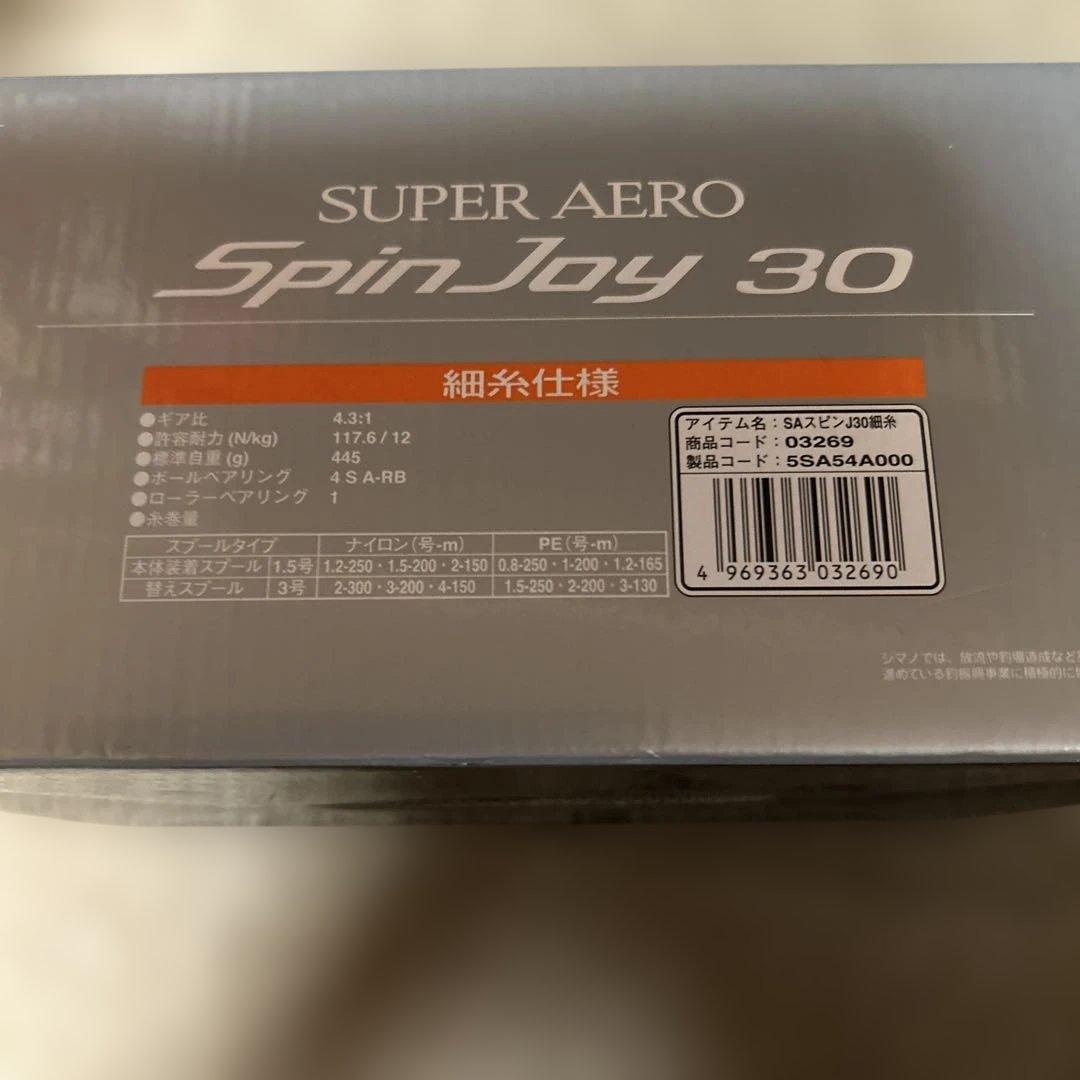 SUPER AERO
SpinJoy 30
細糸仕様
●ギア比 4.3:1
●許容耐力 (N/kg) 117.6 / 12
●標準自重 (g) 445
●ボールベアリング 4 S A-RB
●ローラーベアリング 1
●糸巻量
スプールタイプ ナイロン(号-m) PE(号-m)
本体装着スプール 1.5号 1.2-250・1.5-200・2-150 0.8-250・1-200・1.2-165
替えスプール 3号 2-300・3-200・4-150 1.5-250・2-200・3-130
アイテム名：SAスピンJ30細糸
商品コード：03269
製品コード：5SA54A000
4 969363 032690
シマノでは、放流や釣場造成など
進めている釣振興事業に積極的に